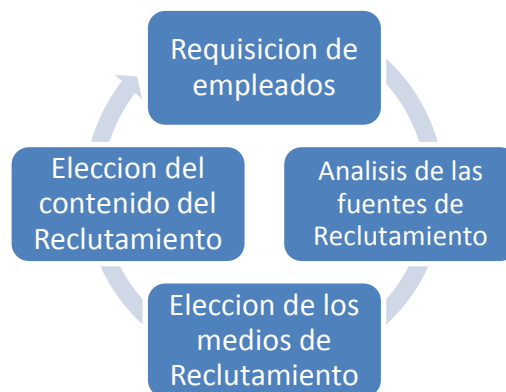 Requisicion de
empleados
Analisis de las
fuentes de
Reclutamiento
Eleccion de los
medios de
Reclutamiento
Eleccion del
contenido del
Reclutamiento